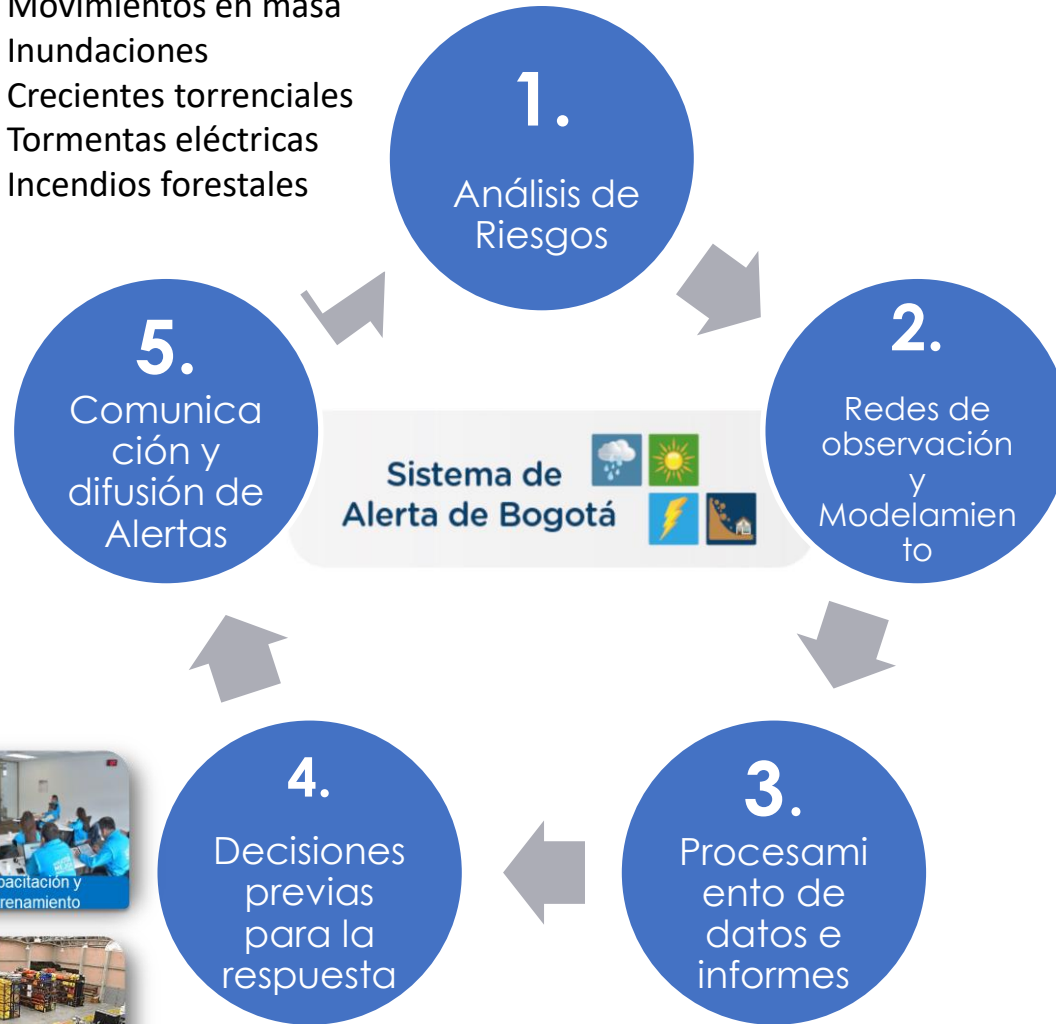 Movimientos en masa
Inundaciones
Crecientes torrenciales
Tormentas eléctricas
Incendios forestales
1.
Análisis de
Riesgos
2.
Redes de
observación
y
Modelamien
to
3.
Procesami
ento de
datos e
informes
4.
Decisiones
previas
para la
respuesta
5.
Comunica
ción y
difusión de
Alertas
Sistema de
Alerta de Bogotá
pacitación y
renamiento